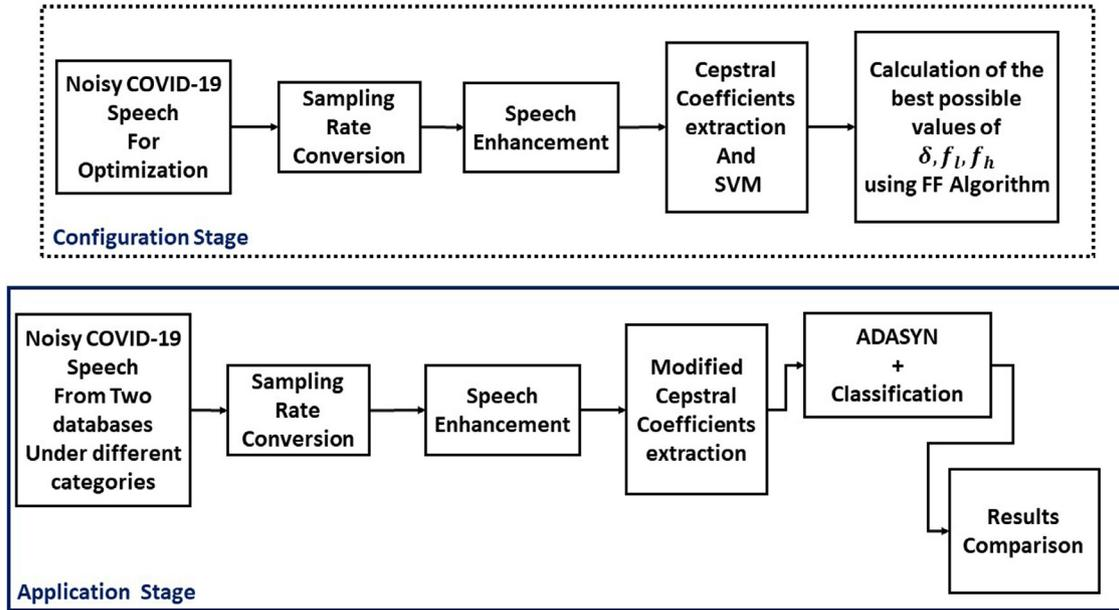 Noisy COVID-19
Speech
For
Optimization
Sampling
Rate
Conversion
Speech
Enhancement
Cepstral
Coefficients
extraction
And
SVM
Calculation of the
best possible
values of
δ, fₗ, fₕ
using FF Algorithm
Configuration Stage
Noisy COVID-19
Speech
From Two
databases
Under different
categories
Sampling
Rate
Conversion
Speech
Enhancement
Modified
Cepstral
Coefficients
extraction
ADASYN
+
Classification
Results
Comparison
Application Stage